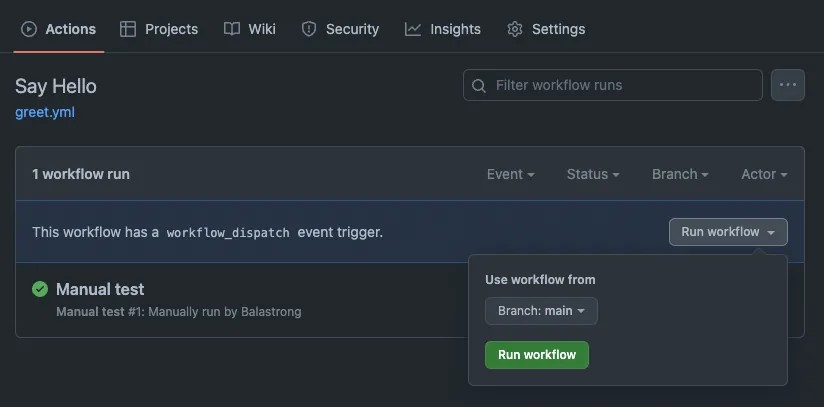 Actions Projects Wiki Security Insights Settings
Say Hello
Filter workflow runs
greet.yml
1 workflow run Event Status Branch Actor
This workflow has a workflow_dispatch event trigger. Run workflow
Use workflow from
Branch: main
Run workflow
Manual test
Manual test #1: Manually run by Balastrong